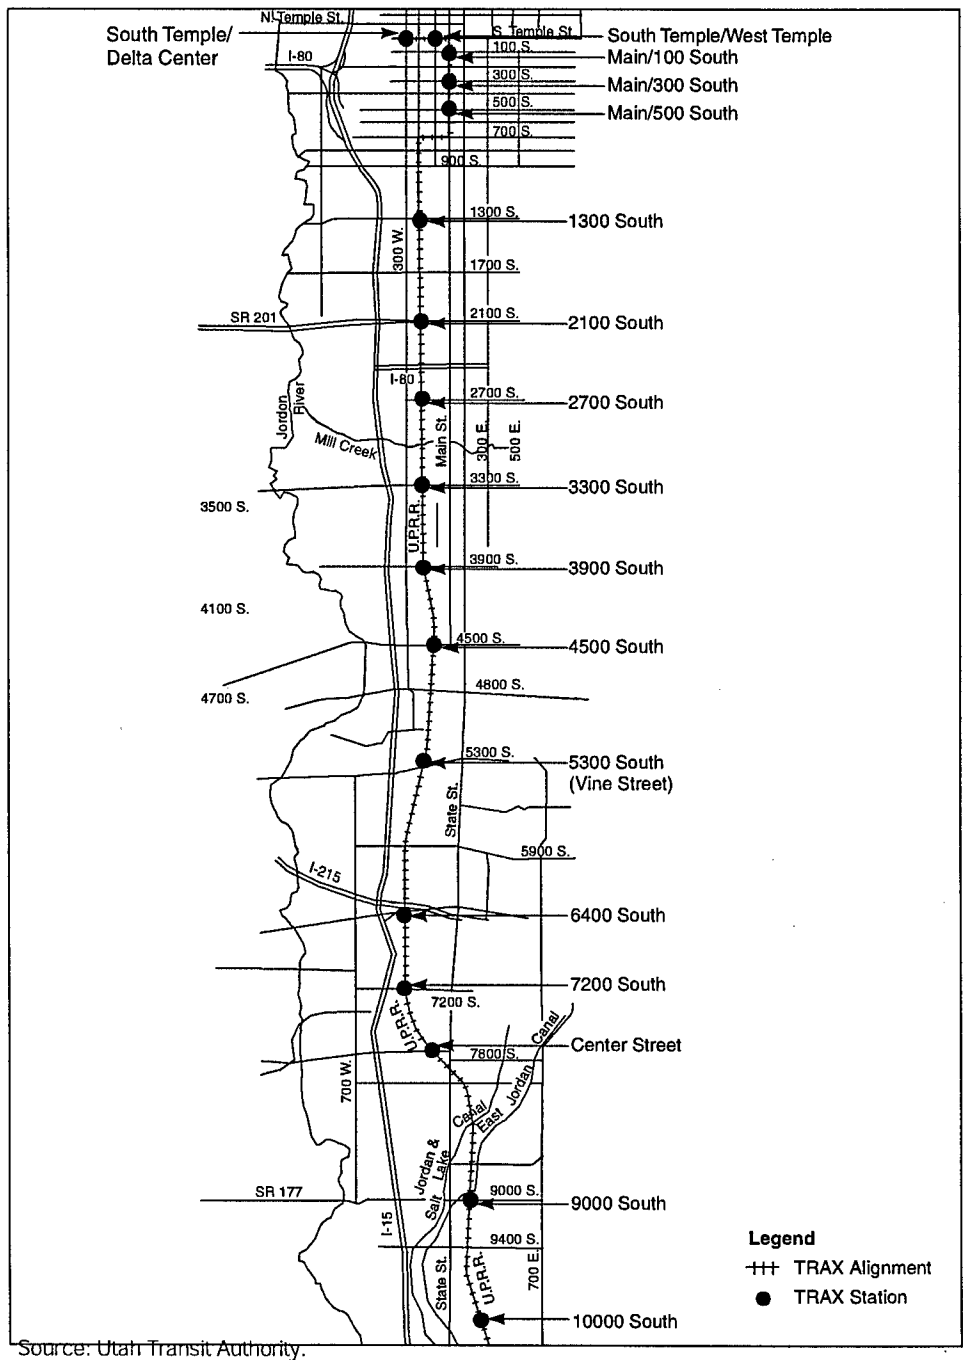 South Temple/
Delta Center
N. Temple St.
S. Temple St.
South Temple/West Temple
I-80
100 S.
Main/100 South
300 S.
Main/300 South
500 S.
Main/500 South
700 S.
900 S.
1300 S.
1300 South
300 W.
1700 S.
SR 201
2100 S.
2100 South
I-80
2700 S.
2700 South
Jordon
River
Mill Creek
Main St.
300 E.
500 E.
3300 S.
3300 South
3500 S.
U.P.R.R.
3900 S.
3900 South
4100 S.
4500 S.
4500 South
4700 S.
4800 S.
5300 S.
5300 South
(Vine Street)
State St.
5900 S.
I-215
6400 South
7200 South
7200 S.
U.P.R.R.
Canal
Center Street
7800 S.
700 W.
Canal
East Jordan
Jordan &
Salt Lake
SR 177
9000 S.
9000 South
I-15
9400 S.
State St.
U.P.R.R.
700 E.
10000 South
Legend
TRAX Alignment
TRAX Station
Source: Utah Transit Authority.